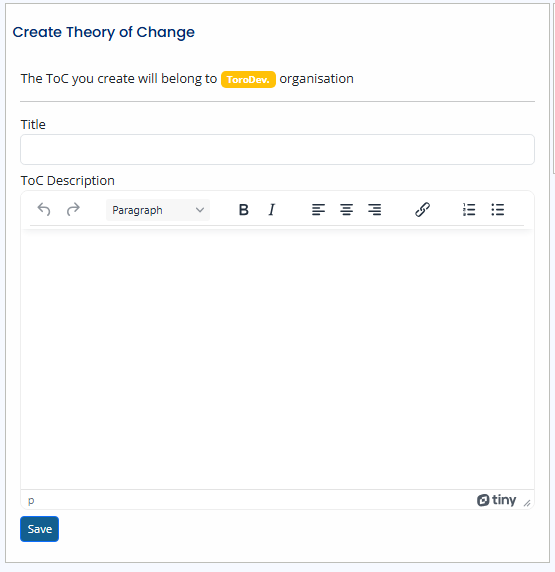 Create Theory of Change
The ToC you create will belong to ToroDev. organisation
Title
ToC Description
Paragraph B I
p tiny
Save